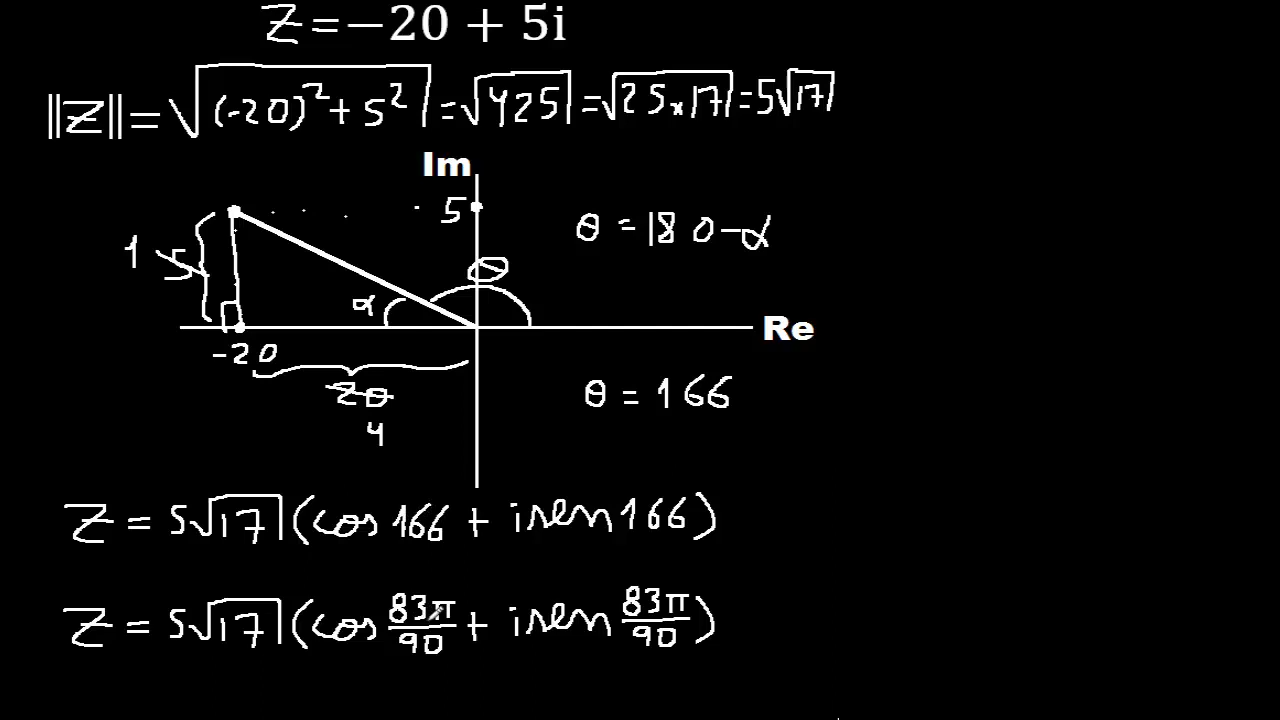 Z = −20 + 5i
||Z|| = √(-20)² + 5² = √425 = √25×17 = 5√17
Im
5
θ = 180-α
1 5
θ
α
Re
-20
20
θ = 166
4
Z = 5√17 (cos 166 + i sen 166)
Z = 5√17 (cos 83π/90 + i sen 83π/90)